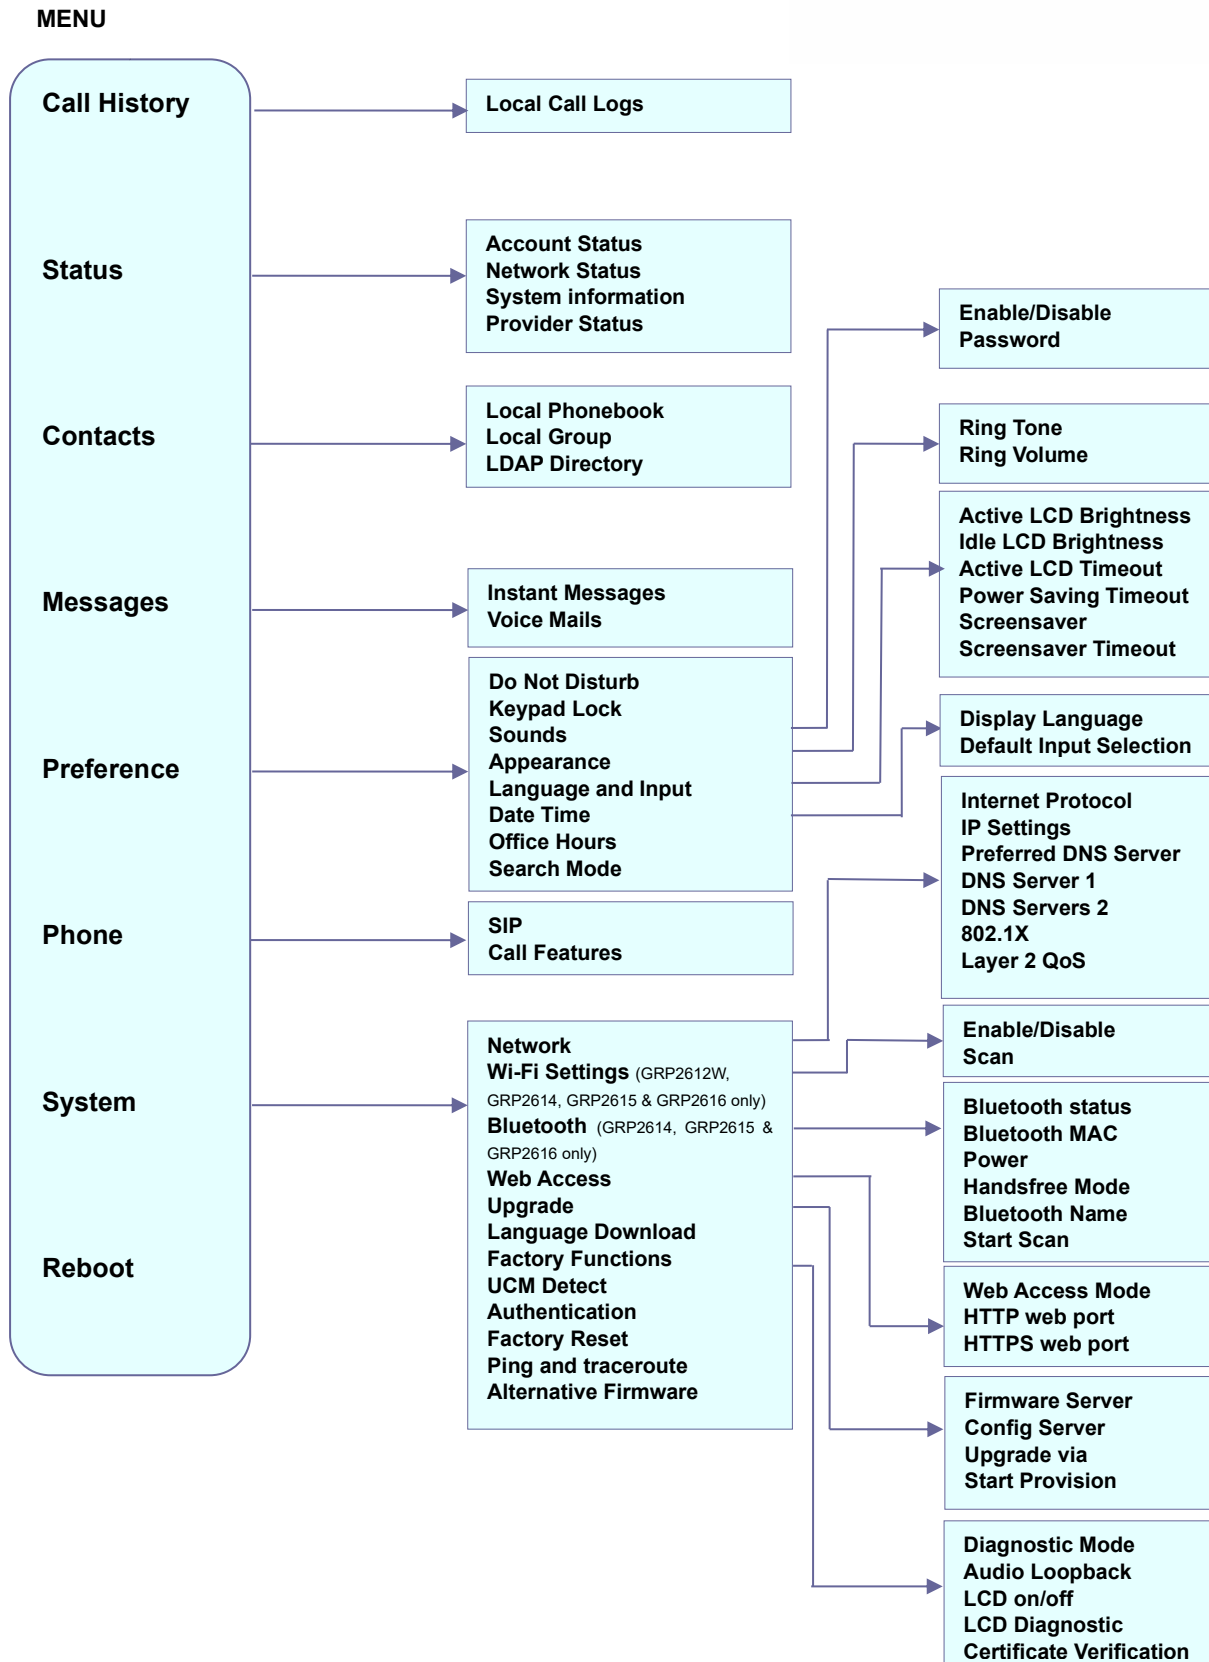 MENU
Call History
Local Call Logs
Status
Account Status
Network Status
System information
Provider Status
Enable/Disable
Password
Contacts
Local Phonebook
Local Group
LDAP Directory
Ring Tone
Ring Volume
Active LCD Brightness
Idle LCD Brightness
Active LCD Timeout
Power Saving Timeout
Screensaver
Screensaver Timeout
Messages
Instant Messages
Voice Mails
Preference
Do Not Disturb
Keypad Lock
Sounds
Appearance
Language and Input
Date Time
Office Hours
Search Mode
Display Language
Default Input Selection
Internet Protocol
IP Settings
Preferred DNS Server
DNS Server 1
DNS Servers 2
802.1X
Layer 2 QoS
Phone
SIP
Call Features
System
Network
Wi-Fi Settings (GRP2612W,
GRP2614, GRP2615 & GRP2616 only)
Bluetooth (GRP2614, GRP2615 &
GRP2616 only)
Web Access
Upgrade
Language Download
Factory Functions
UCM Detect
Authentication
Factory Reset
Ping and traceroute
Alternative Firmware
Enable/Disable
Scan
Bluetooth status
Bluetooth MAC
Power
Handsfree Mode
Bluetooth Name
Start Scan
Reboot
Web Access Mode
HTTP web port
HTTPS web port
Firmware Server
Config Server
Upgrade via
Start Provision
Diagnostic Mode
Audio Loopback
LCD on/off
LCD Diagnostic
Certificate Verification